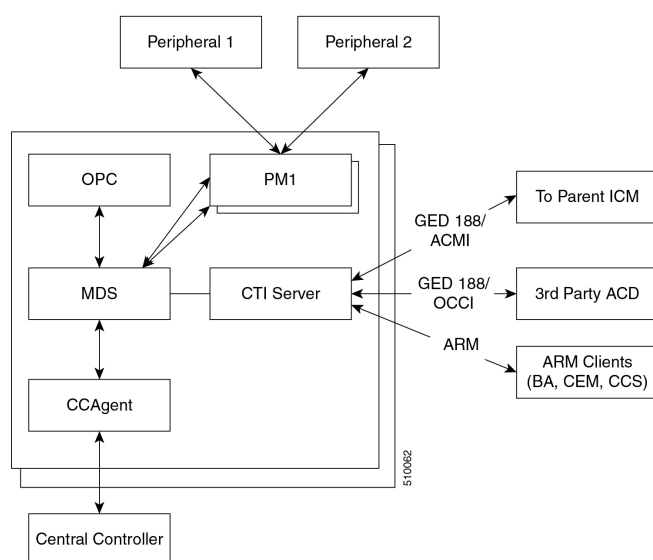 Peripheral 1
Peripheral 2
OPC
PM1
To Parent ICM
GED 188/
ACMI
MDS
CTI Server
GED 188/
OCCI
3rd Party ACD
ARM
ARM Clients
(BA, CEM, CCS)
CCAgent
510062
Central Controller